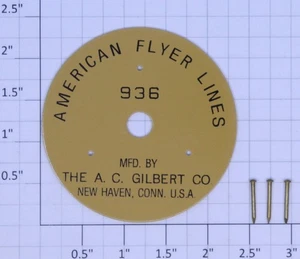 2.5"
2"
AMERICAN FLYER LINES
1.5"
936
1"
MFD. BY
0.5"
THE A. C. GILBERT CO
NEW HAVEN, CONN. U.S.A
0.5" 1" 1.5" 2" 2.5" 3"